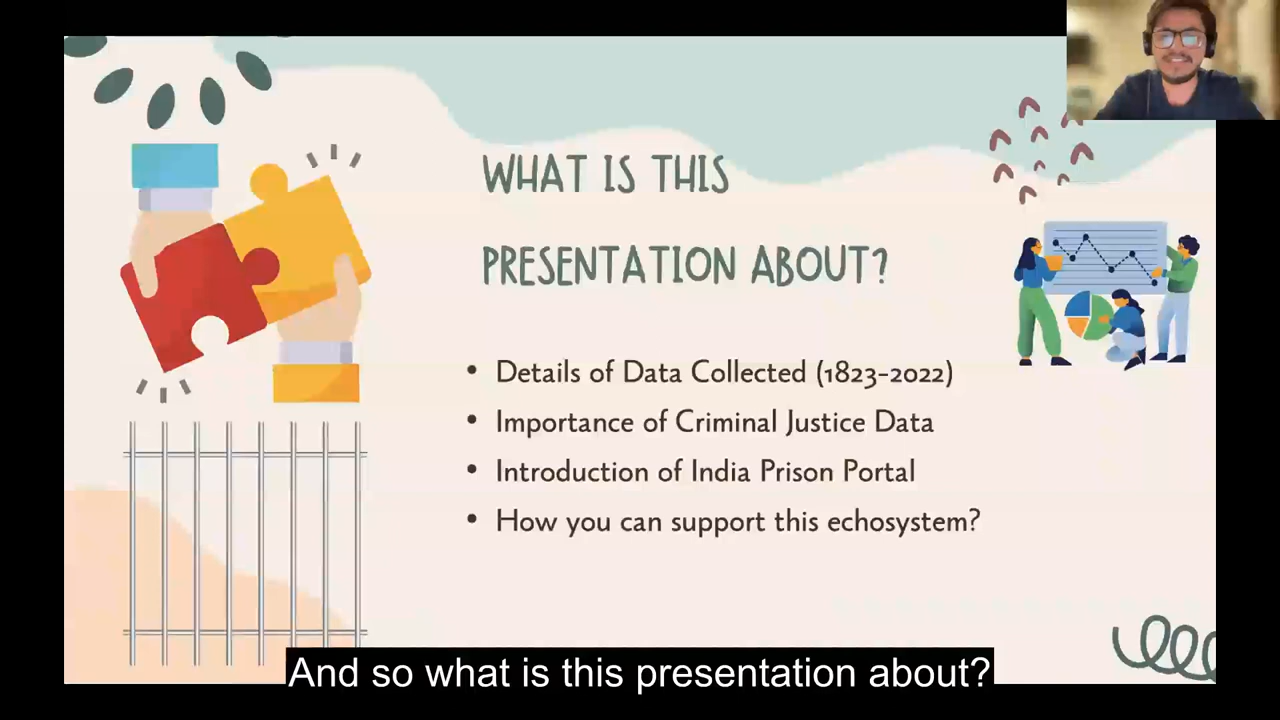 WHAT IS THIS
PRESENTATION ABOUT?
• Details of Data Collected (1823-2022)
• Importance of Criminal Justice Data
• Introduction of India Prison Portal
• How you can support this echosystem?
And so what is this presentation about?